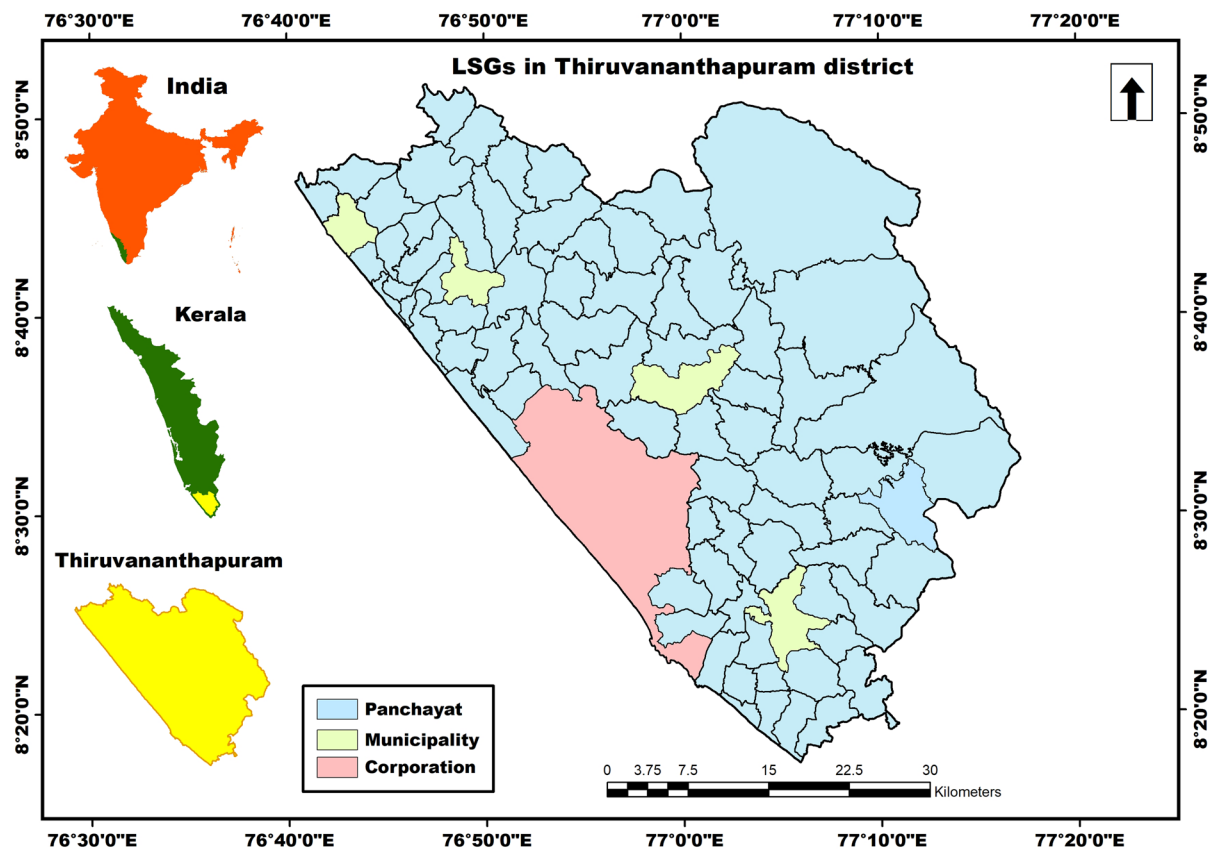 76°30'0"E 76°40'0"E 76°50'0"E 77°0'0"E 77°10'0"E 77°20'0"E
LSGs in Thiruvananthapuram district
India
8°50'0"N
8°50'0"N
Kerala
8°40'0"N
8°40'0"N
8°30'0"N
8°30'0"N
Thiruvananthapuram
8°20'0"N
8°20'0"N
Panchayat
Municipality
Corporation
0 3.75 7.5 15 22.5 30
Kilometers
76°30'0"E 76°40'0"E 76°50'0"E 77°0'0"E 77°10'0"E 77°20'0"E